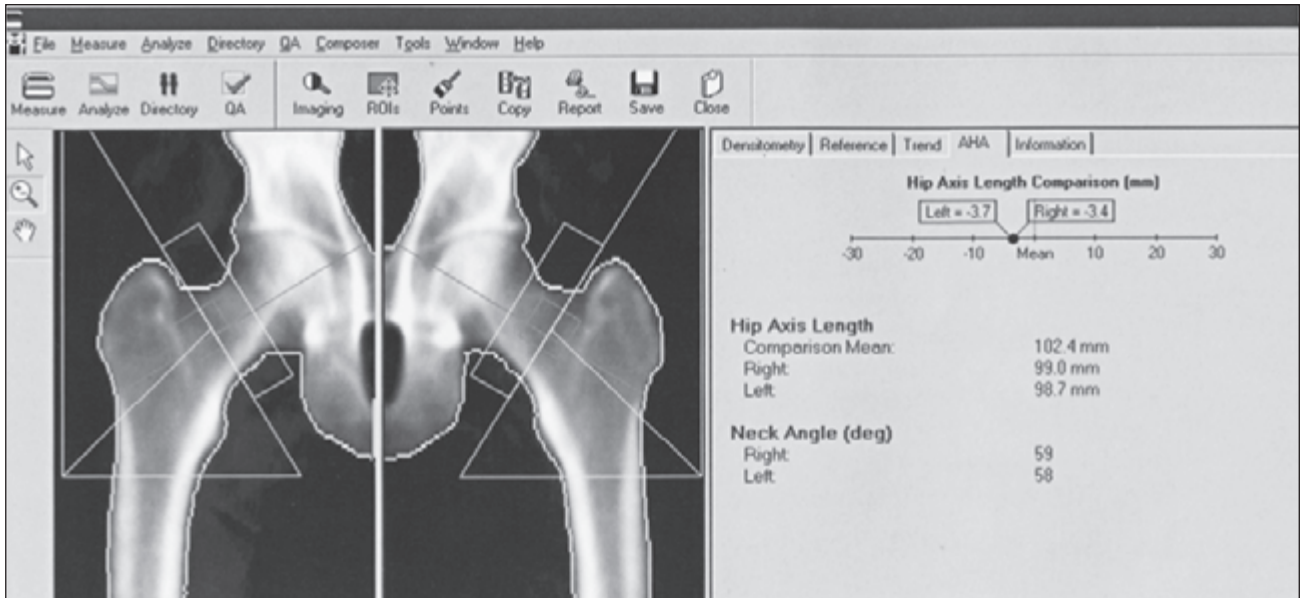 File Measure Analyze Directory QA Composer Tools Window Help
Measure Analyze Directory QA Imaging ROIs Points Copy Report Save Close
Densitometry Reference Trend AHA Information
Hip Axis Length Comparison (mm)
Left = -3.7 Right = -3.4
-30 -20 -10 Mean 10 20 30
Hip Axis Length
Comparison Mean: 102.4 mm
Right: 99.0 mm
Left: 98.7 mm
Neck Angle (deg)
Right: 59
Left: 58